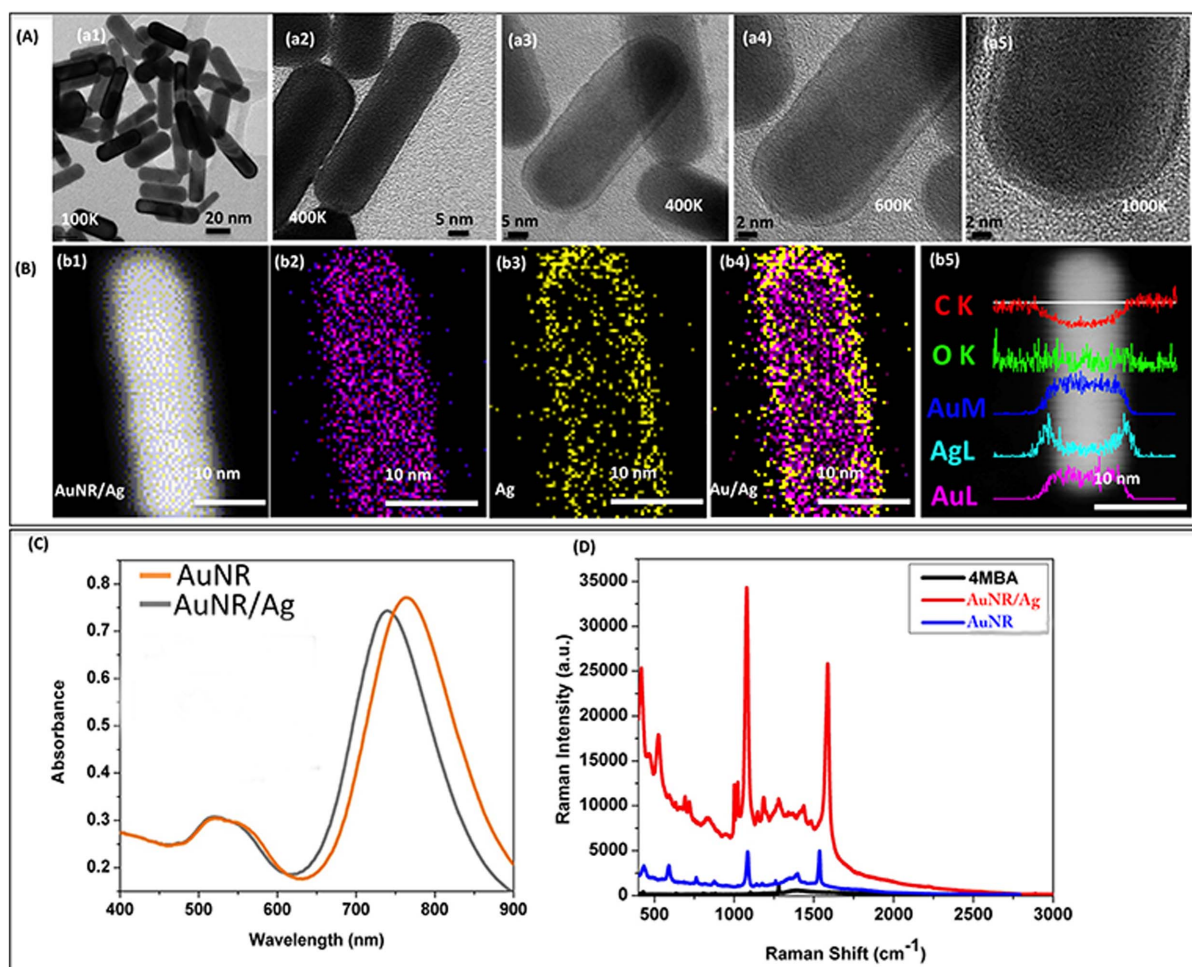 (A)
(a1)
100K
20 nm
(a2)
400K
5 nm
(a3)
5 nm
400K
(a4)
2 nm
600K
(a5)
2 nm
1000K
(B)
(b1)
AuNR/Ag
10 nm
(b2)
10 nm
(b3)
Ag
10 nm
(b4)
Au/Ag
10 nm
(b5)
C K
O K
AuM
AgL
AuL
10 nm
(C)
AuNR
AuNR/Ag
0.8
0.7
0.6
0.5
0.4
0.3
0.2
Absorbance
400
500
600
700
800
900
Wavelength (nm)
(D)
4MBA
AuNR/Ag
AuNR
35000
30000
25000
20000
15000
10000
5000
0
Raman Intensity (a.u.)
500
1000
1500
2000
2500
3000
Raman Shift (cm⁻¹)